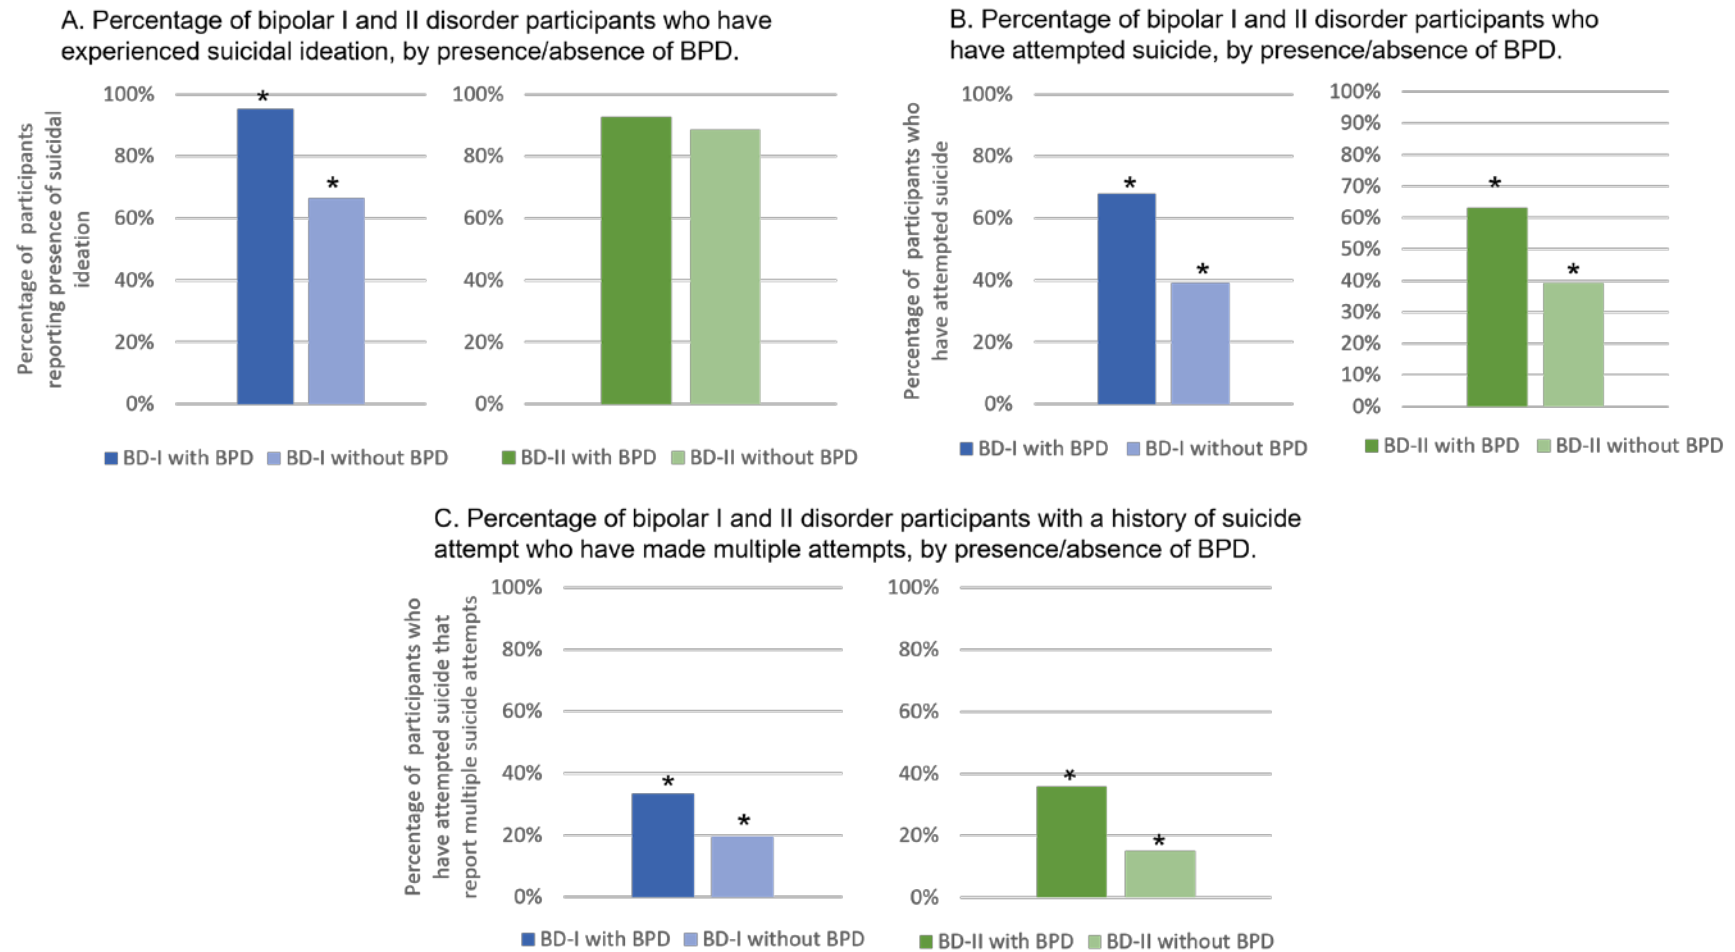 A. Percentage of bipolar I and II disorder participants who have
experienced suicidal ideation, by presence/absence of BPD.
Percentage of participants
reporting presence of suicidal
ideation
100%
80%
60%
40%
20%
0%
*
*
BD-I with BPD BD-I without BPD
100%
80%
60%
40%
20%
0%
BD-II with BPD BD-II without BPD
B. Percentage of bipolar I and II disorder participants who
have attempted suicide, by presence/absence of BPD.
Percentage of participants who
have attempted suicide
100%
80%
60%
40%
20%
0%
*
*
BD-I with BPD BD-I without BPD
100%
90%
80%
70%
60%
50%
40%
30%
20%
10%
0%
*
*
BD-II with BPD BD-II without BPD
C. Percentage of bipolar I and II disorder participants with a history of suicide
attempt who have made multiple attempts, by presence/absence of BPD.
Percentage of participants who
have attempted suicide that
report multiple suicide attempts
100%
80%
60%
40%
20%
0%
*
*
BD-I with BPD BD-I without BPD
100%
80%
60%
40%
20%
0%
*
*
BD-II with BPD BD-II without BPD